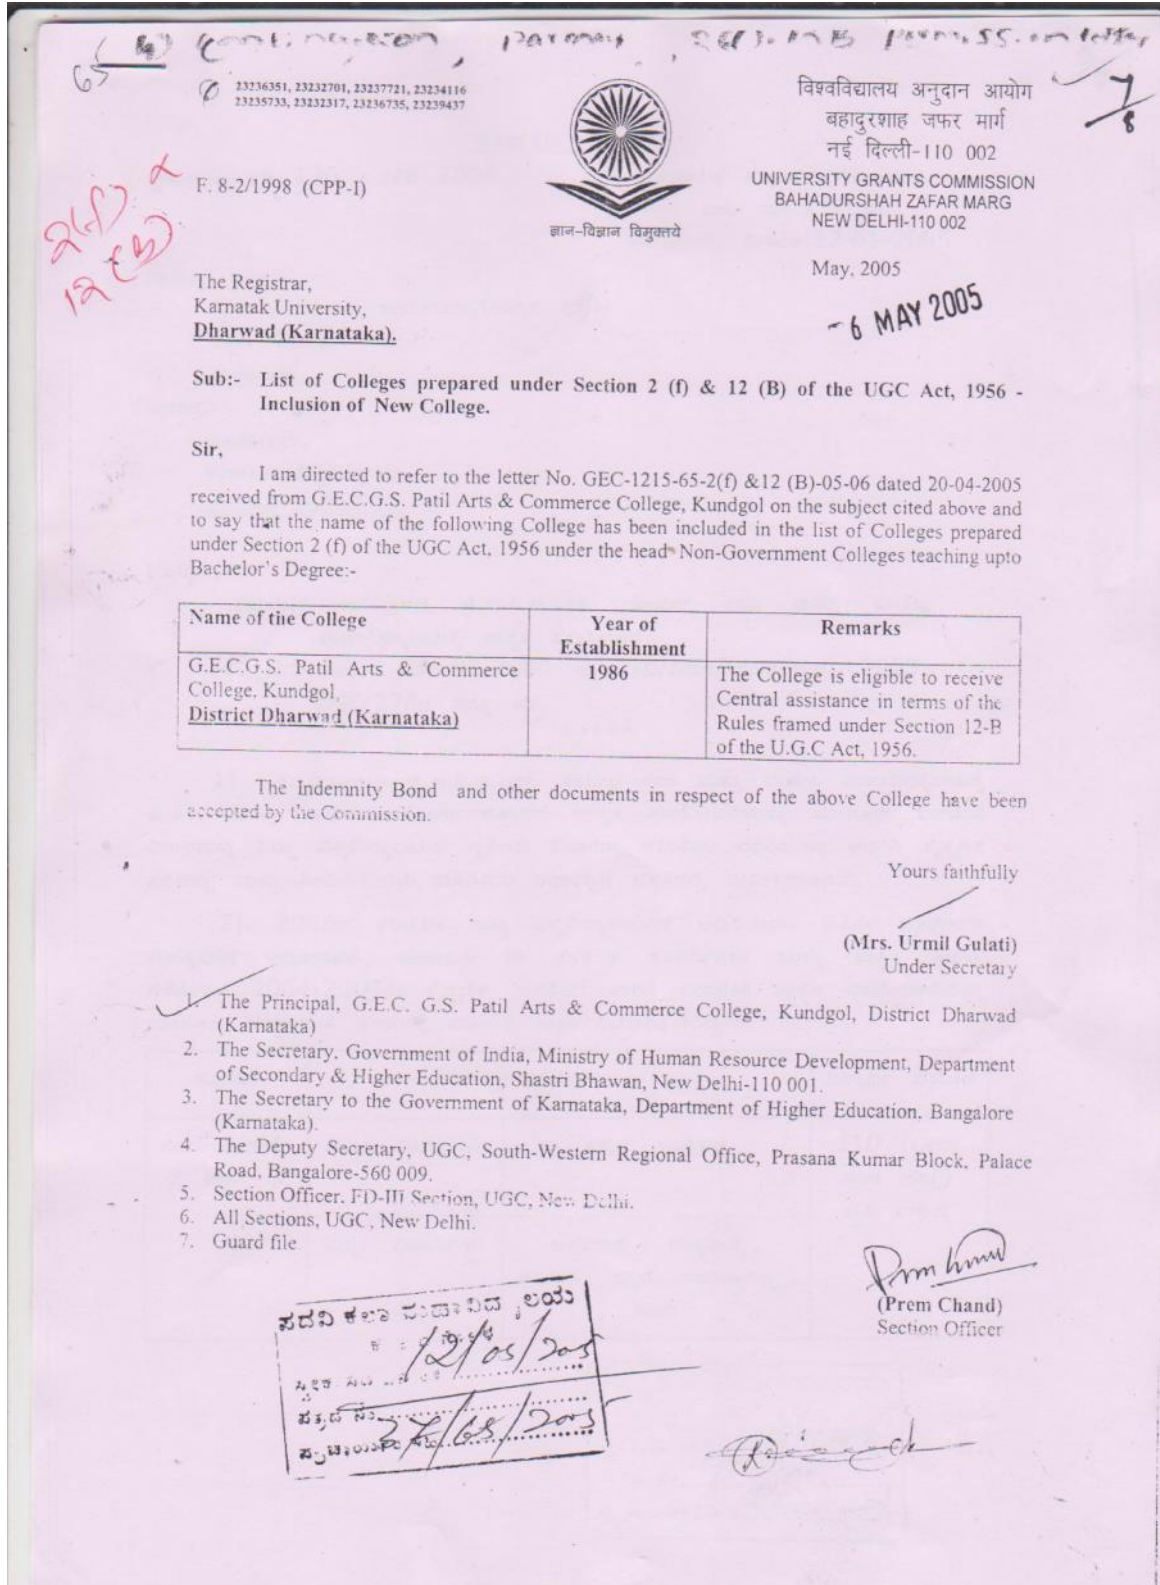 65 4) Continuation
23236351, 23232701, 23237721, 23234116
23235733, 23232317, 23236735, 23239437
7/8
विश्वविद्यालय अनुदान आयोग
बहादुरशाह जफर मार्ग
नई दिल्ली-110 002
UNIVERSITY GRANTS COMMISSION
BAHADURSHAH ZAFAR MARG
NEW DELHI-110 002
ज्ञान-विज्ञान विमुक्तये
F. 8-2/1998 (CPP-I)
2(f) &
12(B)
May, 2005
- 6 MAY 2005
The Registrar,
Karnatak University,
Dharwad (Karnataka).
Sub:- List of Colleges prepared under Section 2 (f) & 12 (B) of the UGC Act, 1956 -
Inclusion of New College.
Sir,
I am directed to refer to the letter No. GEC-1215-65-2(f) &12 (B)-05-06 dated 20-04-2005
received from G.E.C.G.S. Patil Arts & Commerce College, Kundgol on the subject cited above and
to say that the name of the following College has been included in the list of Colleges prepared
under Section 2 (f) of the UGC Act, 1956 under the head Non-Government Colleges teaching upto
Bachelor's Degree:-
Name of the College
Year of
Establishment
Remarks
G.E.C.G.S. Patil Arts & Commerce
College, Kundgol,
District Dharwad (Karnataka)
1986
The College is eligible to receive
Central assistance in terms of the
Rules framed under Section 12-B
of the U.G.C Act, 1956.
The Indemnity Bond and other documents in respect of the above College have been
accepted by the Commission.
Yours faithfully
(Mrs. Urmil Gulati)
Under Secretary
1. The Principal, G.E.C. G.S. Patil Arts & Commerce College, Kundgol, District Dharwad
(Karnataka)
2. The Secretary, Government of India, Ministry of Human Resource Development, Department
of Secondary & Higher Education, Shastri Bhawan, New Delhi-110 001.
3. The Secretary to the Government of Karnataka, Department of Higher Education, Bangalore
(Karnataka).
4. The Deputy Secretary, UGC, South-Western Regional Office, Prasana Kumar Block, Palace
Road, Bangalore-560 009.
5. Section Officer, FD-III Section, UGC, New Delhi.
6. All Sections, UGC, New Delhi.
7. Guard file
(Prem Chand)
Section Officer
ಪದವಿ ಕಲಾ ಮಹಾವಿದ್ಯಾಲಯ
12/05/2005
37/65/2005